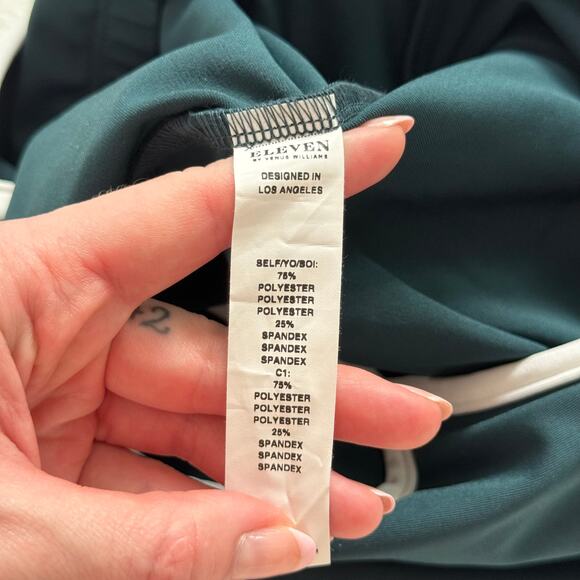 ELEVEN
BY VENUS WILLIAMS
DESIGNED IN
LOS ANGELES
SELF/YO/BOI:
75%
POLYESTER
POLYESTER
POLYESTER
25%
SPANDEX
SPANDEX
SPANDEX
C1:
75%
POLYESTER
POLYESTER
POLYESTER
25%
SPANDEX
SPANDEX
SPANDEX